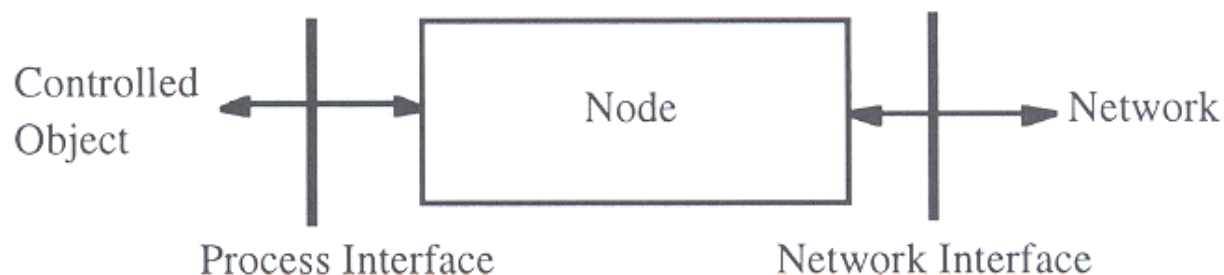 Controlled
Object
Node
Network
Process Interface
Network Interface